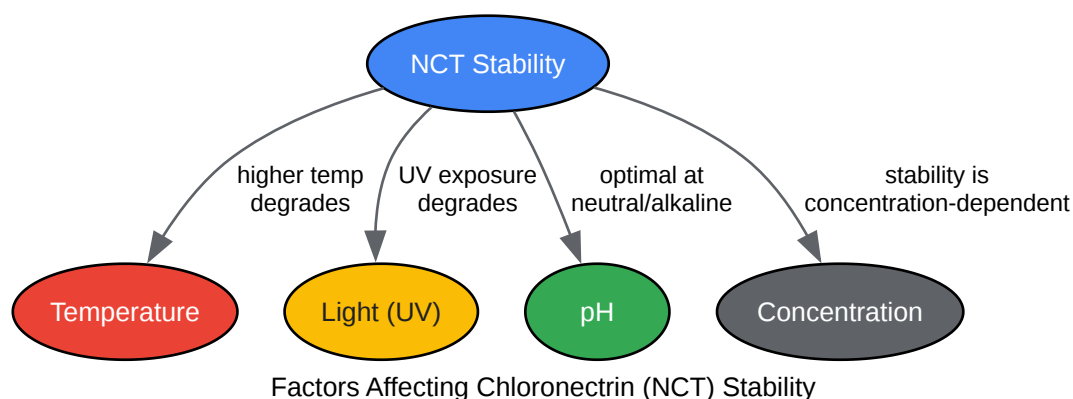 NCT Stability
higher temp
degrades
UV exposure
degrades
optimal at
neutral/alkaline
stability is
concentration-dependent
Temperature
Light (UV)
pH
Concentration
Factors Affecting Chloronectrin (NCT) Stability